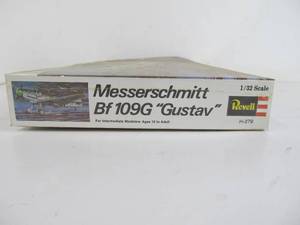 Messerschmitt
Bf 109G "Gustav"
For Intermediate Modelers Ages 10 to Adult
1/32 Scale
Revell
H-279